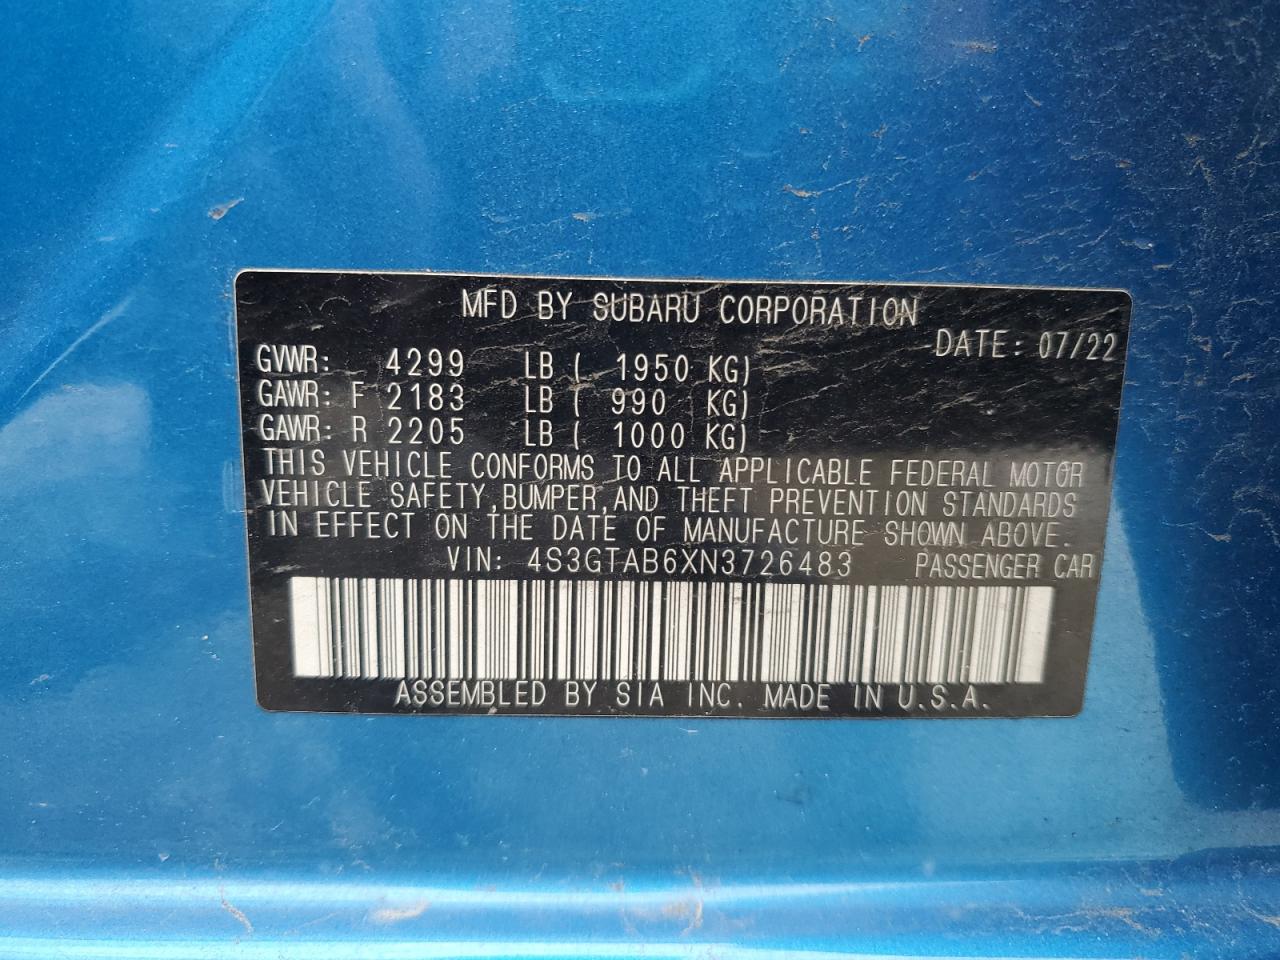 MFD BY SUBARU CORPORATION
DATE: 07/22
GVWR: 4299 LB ( 1950 KG)
GAWR: F 2183 LB ( 990 KG)
GAWR: R 2205 LB ( 1000 KG)
THIS VEHICLE CONFORMS TO ALL APPLICABLE FEDERAL MOTOR
VEHICLE SAFETY,BUMPER,AND THEFT PREVENTION STANDARDS
IN EFFECT ON THE DATE OF MANUFACTURE SHOWN ABOVE.
VIN: 4S3GTAB6XN3726483 PASSENGER CAR
ASSEMBLED BY SIA INC. MADE IN U.S.A.